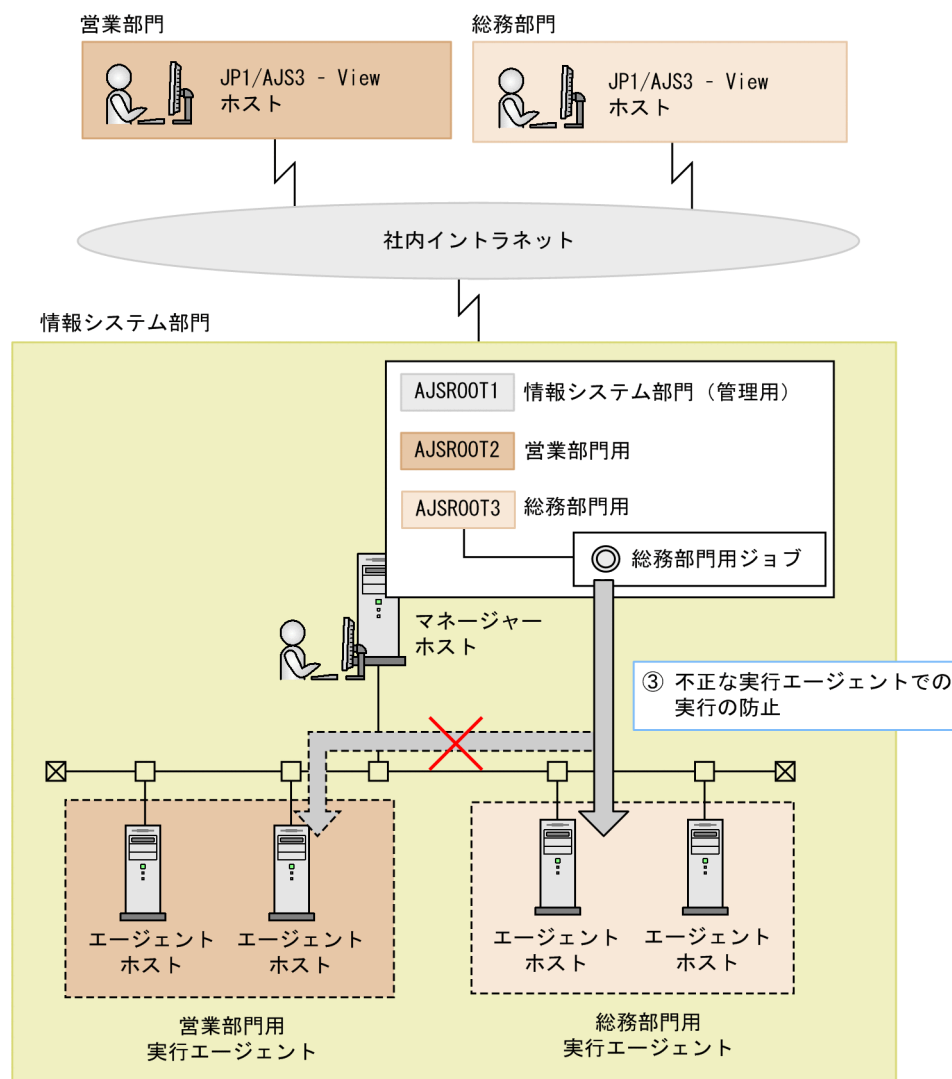 営業部門
総務部門
JP1/AJS3 - View
ホスト
JP1/AJS3 - View
ホスト
社内イントラネット
情報システム部門
AJSROOT1
情報システム部門（管理用）
AJSROOT2
営業部門用
AJSROOT3
総務部門用
総務部門用ジョブ
マネージャー
ホスト
③ 不正な実行エージェントでの
実行の防止
エージェント
ホスト
エージェント
ホスト
エージェント
ホスト
エージェント
ホスト
営業部門用
実行エージェント
総務部門用
実行エージェント